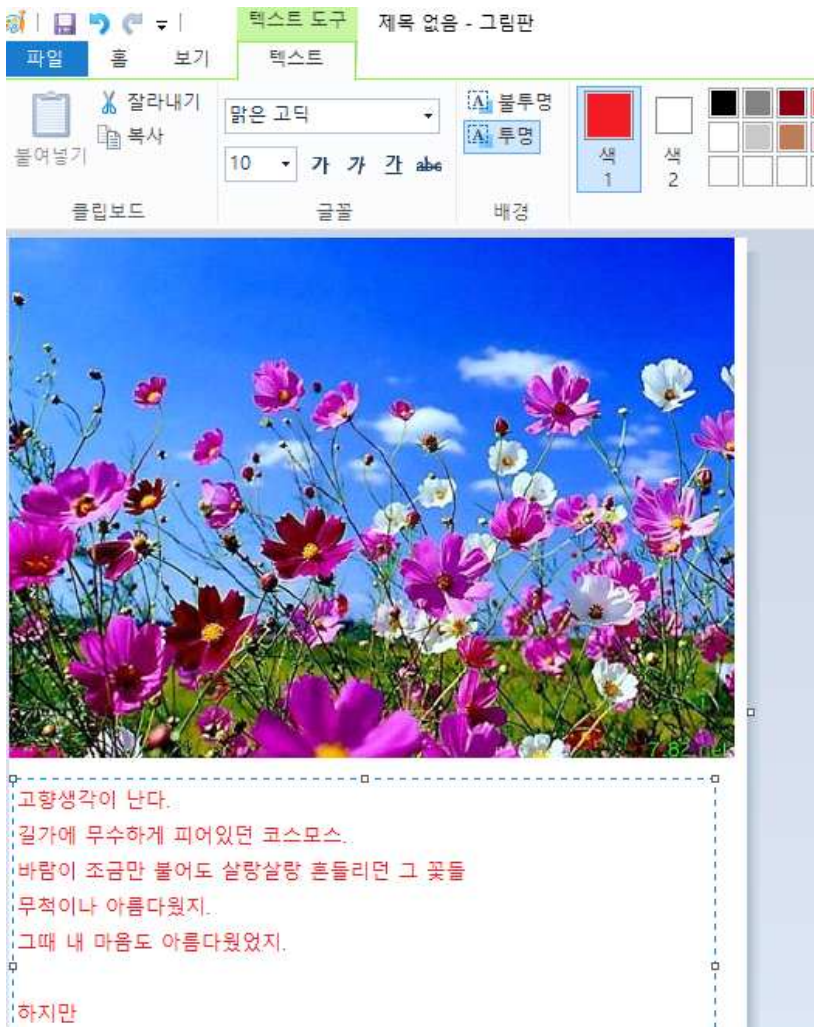 텍스트 도구
제목 없음 - 그림판
파일
홈
보기
텍스트
붙여넣기
잘라내기
복사
클립보드
맑은 고딕
10
가 가 가 abc
글꼴
불투명
투명
배경
색
1
색
2
고향생각이 난다.
길가에 무수하게 피어있던 코스모스.
바람이 조금만 불어도 살랑살랑 흔들리던 그 꽃들
무척이나 아름다웠지.
그때 내 마음도 아름다웠었지.
하지만